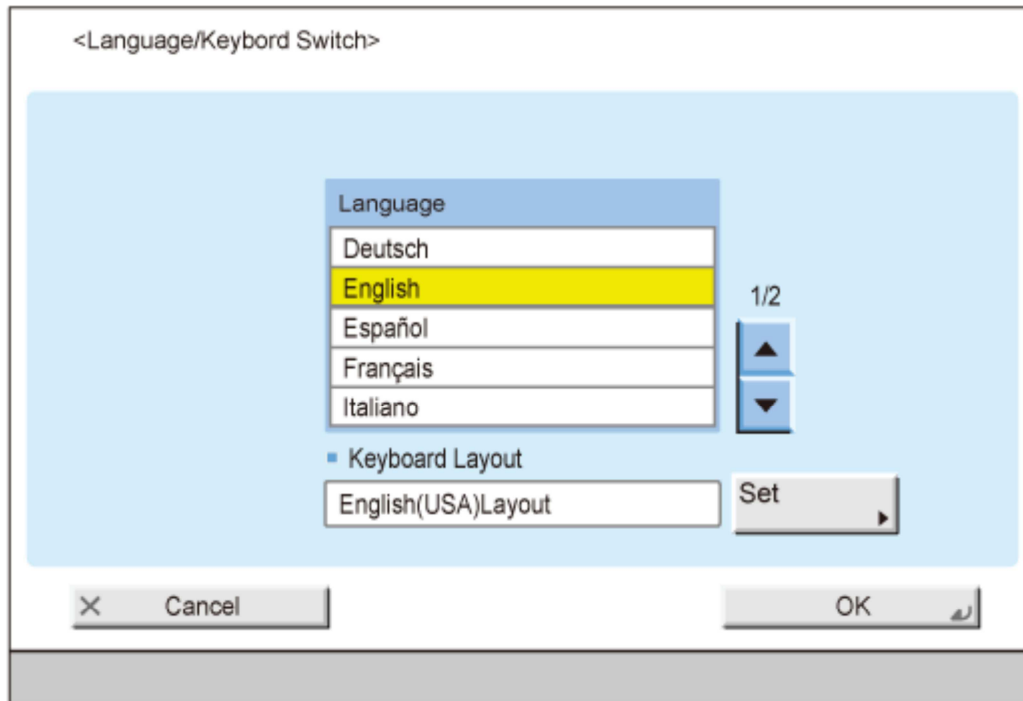 <Language/Keybord Switch>
Language
Deutsch
English
Español
Français
Italiano
1/2
Keyboard Layout
English(USA)Layout
Set
Cancel
OK